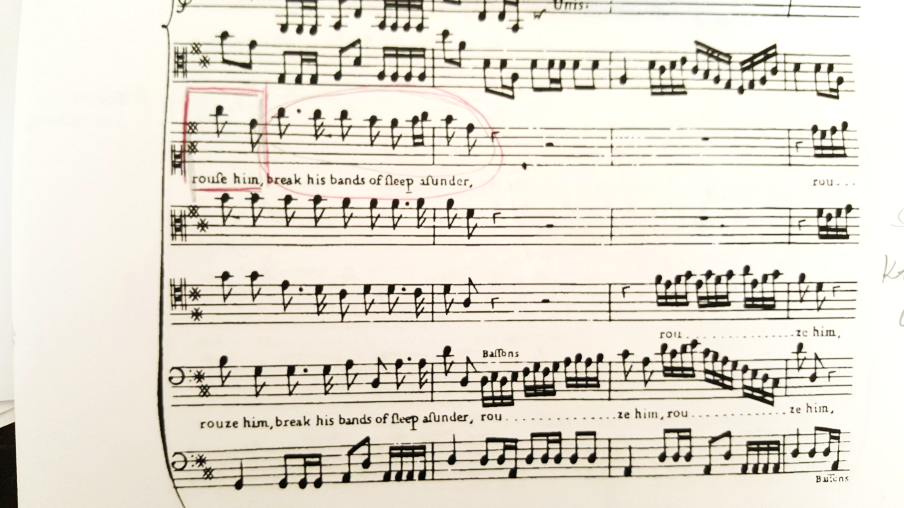 Unis.
rouſe him, break his bands of ſleep aſunder,
rou...
rou.................ze him,
Baſſons
rouze him, break his bands of ſleep aſunder, rou.................ze him, rou.................ze him,
Baſſons